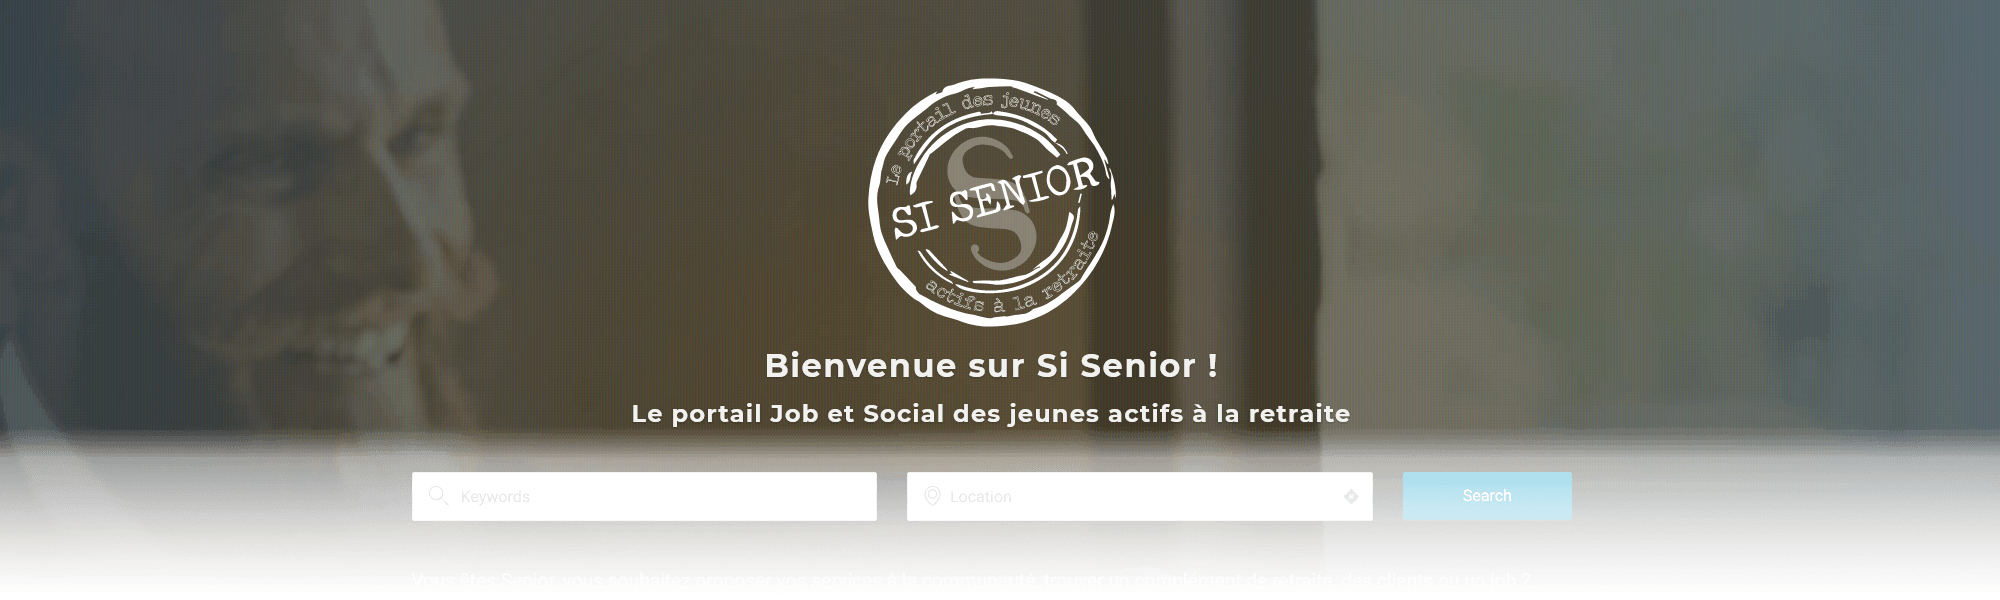 Le portail des jeunes
SI SENIOR
S
actifs à la retraite
Bienvenue sur Si Senior !
Le portail Job et Social des jeunes actifs à la retraite
Keywords
Location
Search
Vous êtes Senior, vous souhaitez proposer vos services à la communauté, trouver un complément de retraite, des clients ou un job ?